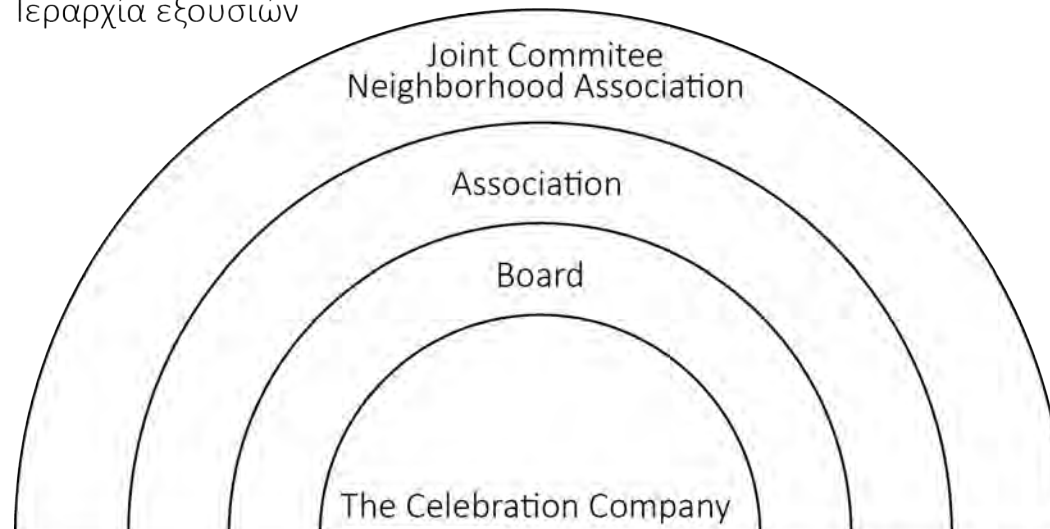 Ιεραρχία εξουσιών
Joint Commitee
Neighborhood Association
Association
Board
The Celebration Company